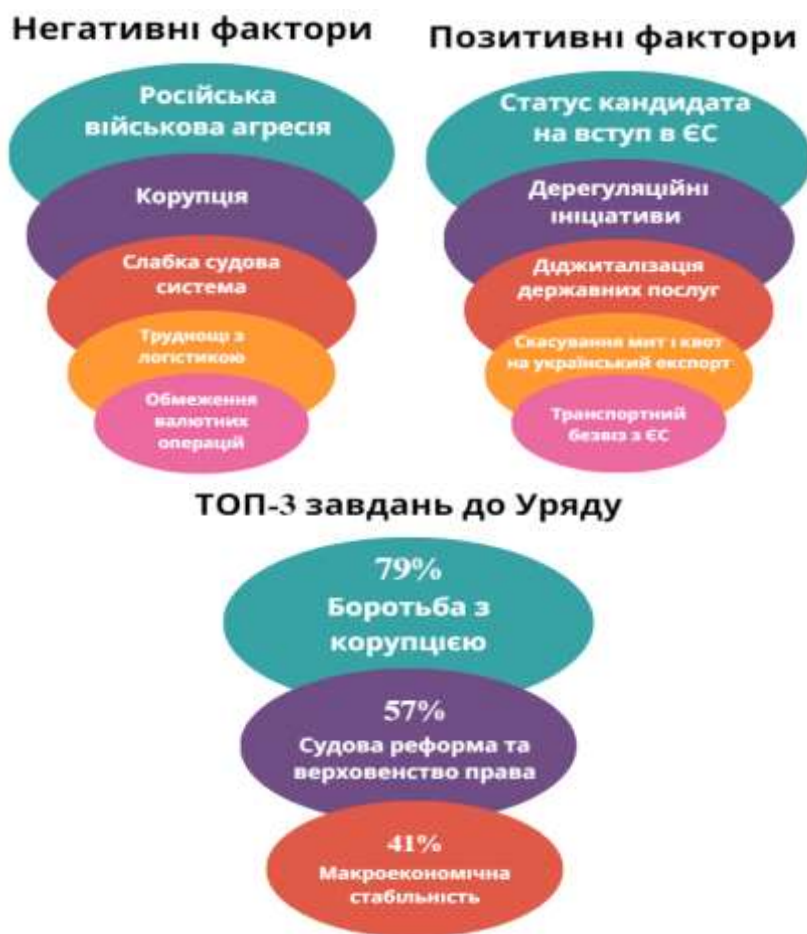 Негативні фактори
Російська
військова агресія
Корупція
Слабка судова
система
Труднощі з
логістикою
Обмеження
валютних
операцій
Позитивні фактори
Статус кандидата
на вступ в ЄС
Дерегуляційні
ініціативи
Діджиталізація
державних послуг
Скасування мит і квот
на український експорт
Транспортний
безвіз з ЄС
ТОП-3 завдань до Уряду
79%
Боротьба з
корупцією
57%
Судова реформа та
верховенство права
41%
Макроекономічна
стабільність